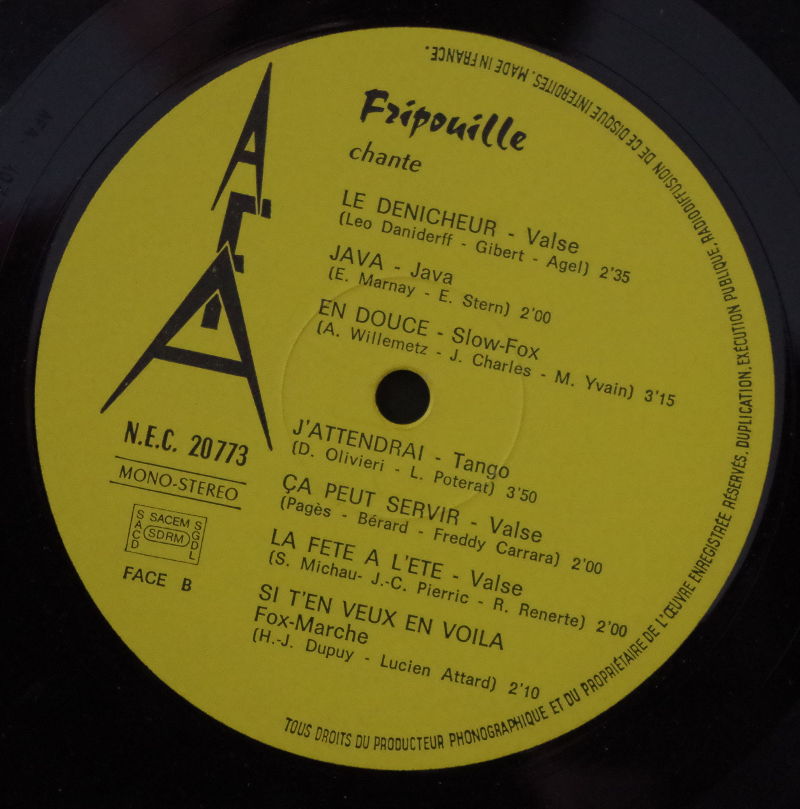 Fripouille
chante
LE DENICHEUR - Valse
(Leo Daniderff - Gibert - Agel) 2'35
JAVA - Java
(E. Marnay - E. Stern) 2'00
EN DOUCE - Slow-Fox
(A. Willemetz - J. Charles - M. Yvain) 3'15
J'ATTENDRAI - Tango
(D. Olivieri - L. Poterat) 3'50
ÇA PEUT SERVIR - Valse
(Pagès - Bérard - Freddy Carrara) 2'00
LA FETE A L'ETE - Valse
(S. Michau- J.-C. Pierric - R. Renerte) 2'00
SI T'EN VEUX EN VOILA
Fox-Marche
(H.-J. Dupuy - Lucien Attard) 2'10
N.E.C. 20773
MONO-STEREO
SACD SACEM SDRM SGDL
FACE B
TOUS DROITS DU PRODUCTEUR PHONOGRAPHIQUE ET DU PROPRIÉTAIRE DE L'ŒUVRE ENREGISTRÉE RÉSERVÉS. DUPLICATION, EXÉCUTION PUBLIQUE, RADIODIFFUSION DE CE DISQUE INTERDITES. MADE IN FRANCE.